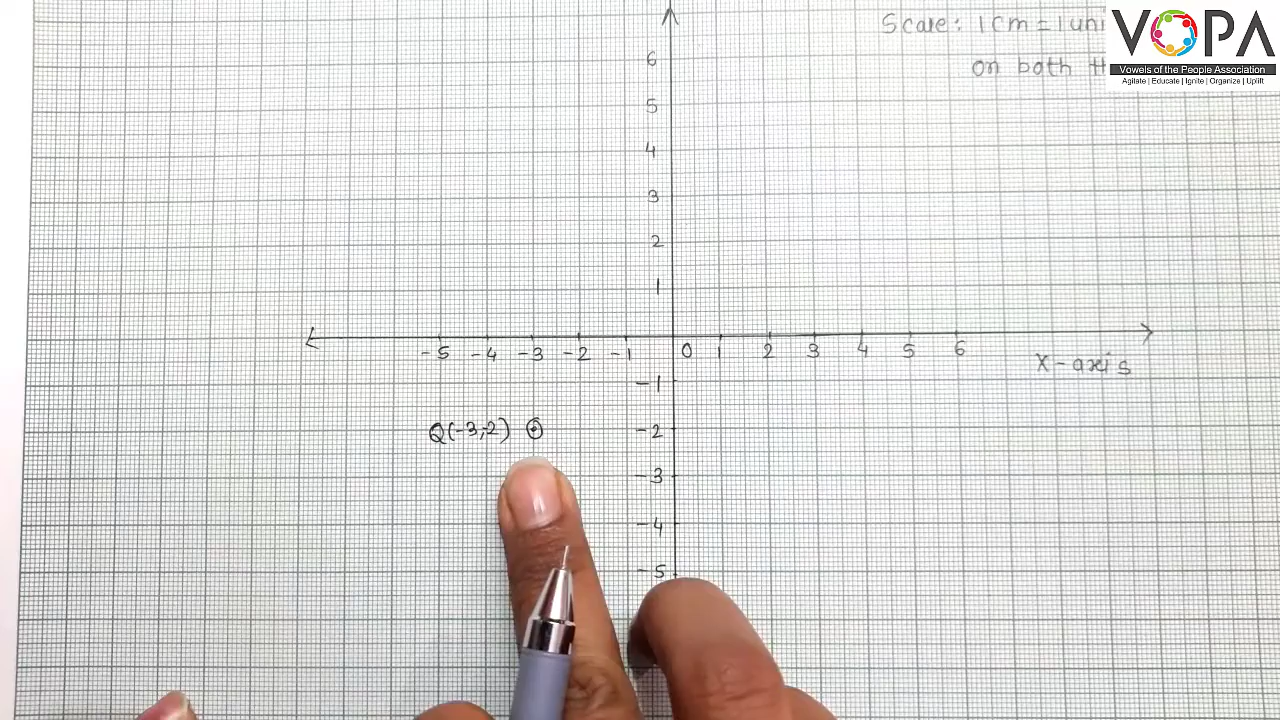 Scale: 1cm = 1uni
on both th
VOPA
Vowels of the People Association
Agitate | Educate | Ignite | Organize | Uplift
6
5
4
3
2
1
-5 -4 -3 -2 -1 0 1 2 3 4 5 6
X-axis
-1
Q(-3,2) -2
-3
-4
-5